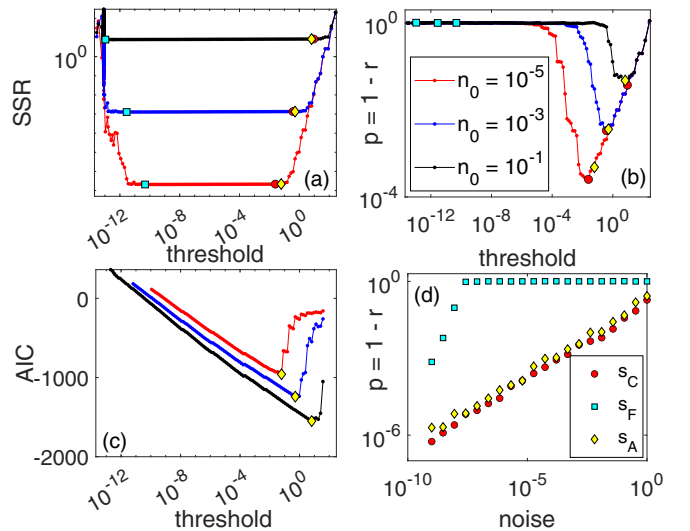 SSR
10^0
10^-12
10^-8
10^-4
10^0
threshold
(a)
p = 1 - r
10^0
10^-4
n_0 = 10^-5
n_0 = 10^-3
n_0 = 10^-1
10^-12
10^-8
10^-4
10^0
threshold
(b)
AIC
0
-1000
-2000
10^-12
10^-8
10^-4
10^0
threshold
(c)
p = 1 - r
10^0
10^-6
(d)
s_C
s_F
s_A
10^-10
10^-5
10^0
noise